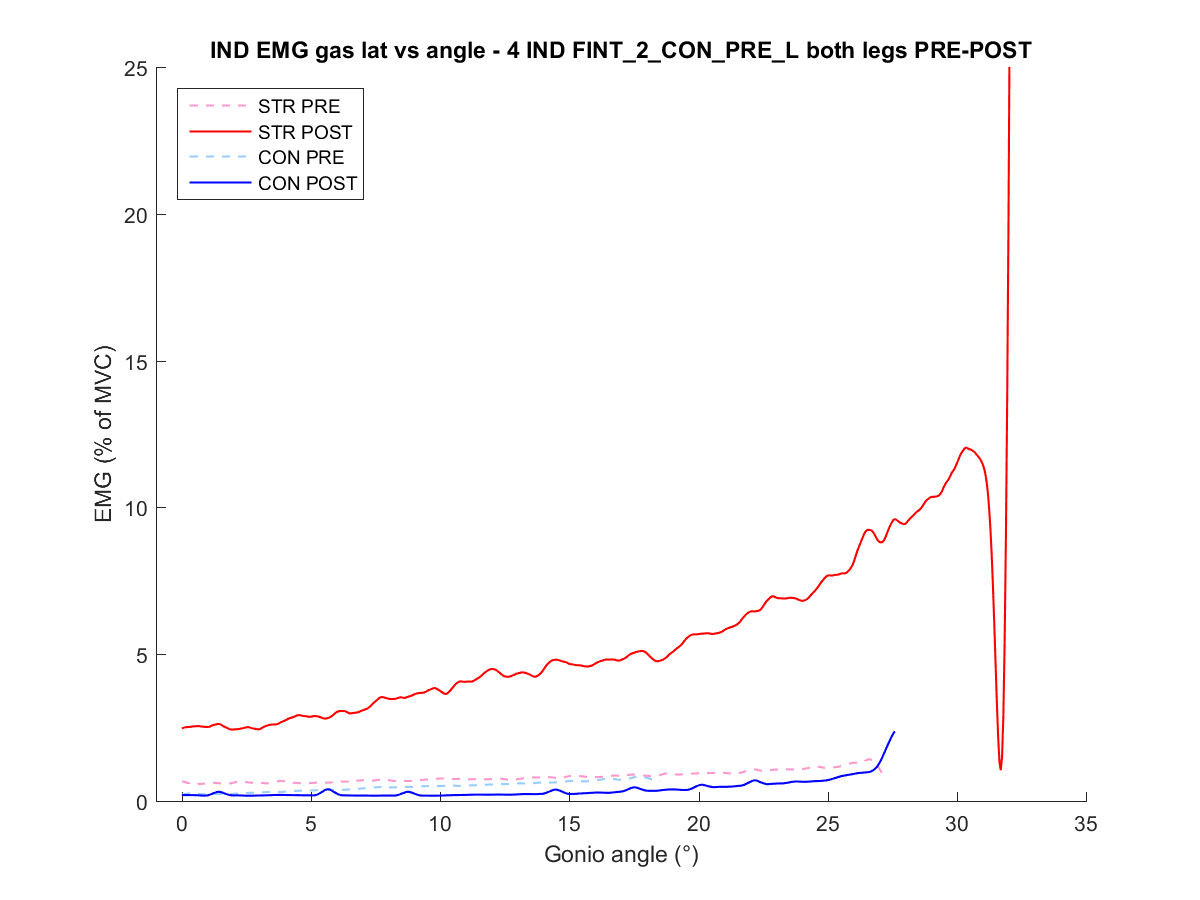 IND EMG gas lat vs angle - 4 IND FINT_2_CON_PRE_L both legs PRE-POST
25
20
15
10
5
0
EMG (% of MVC)
STR PRE
STR POST
CON PRE
CON POST
0 5 10 15 20 25 30 35
Gonio angle (°)